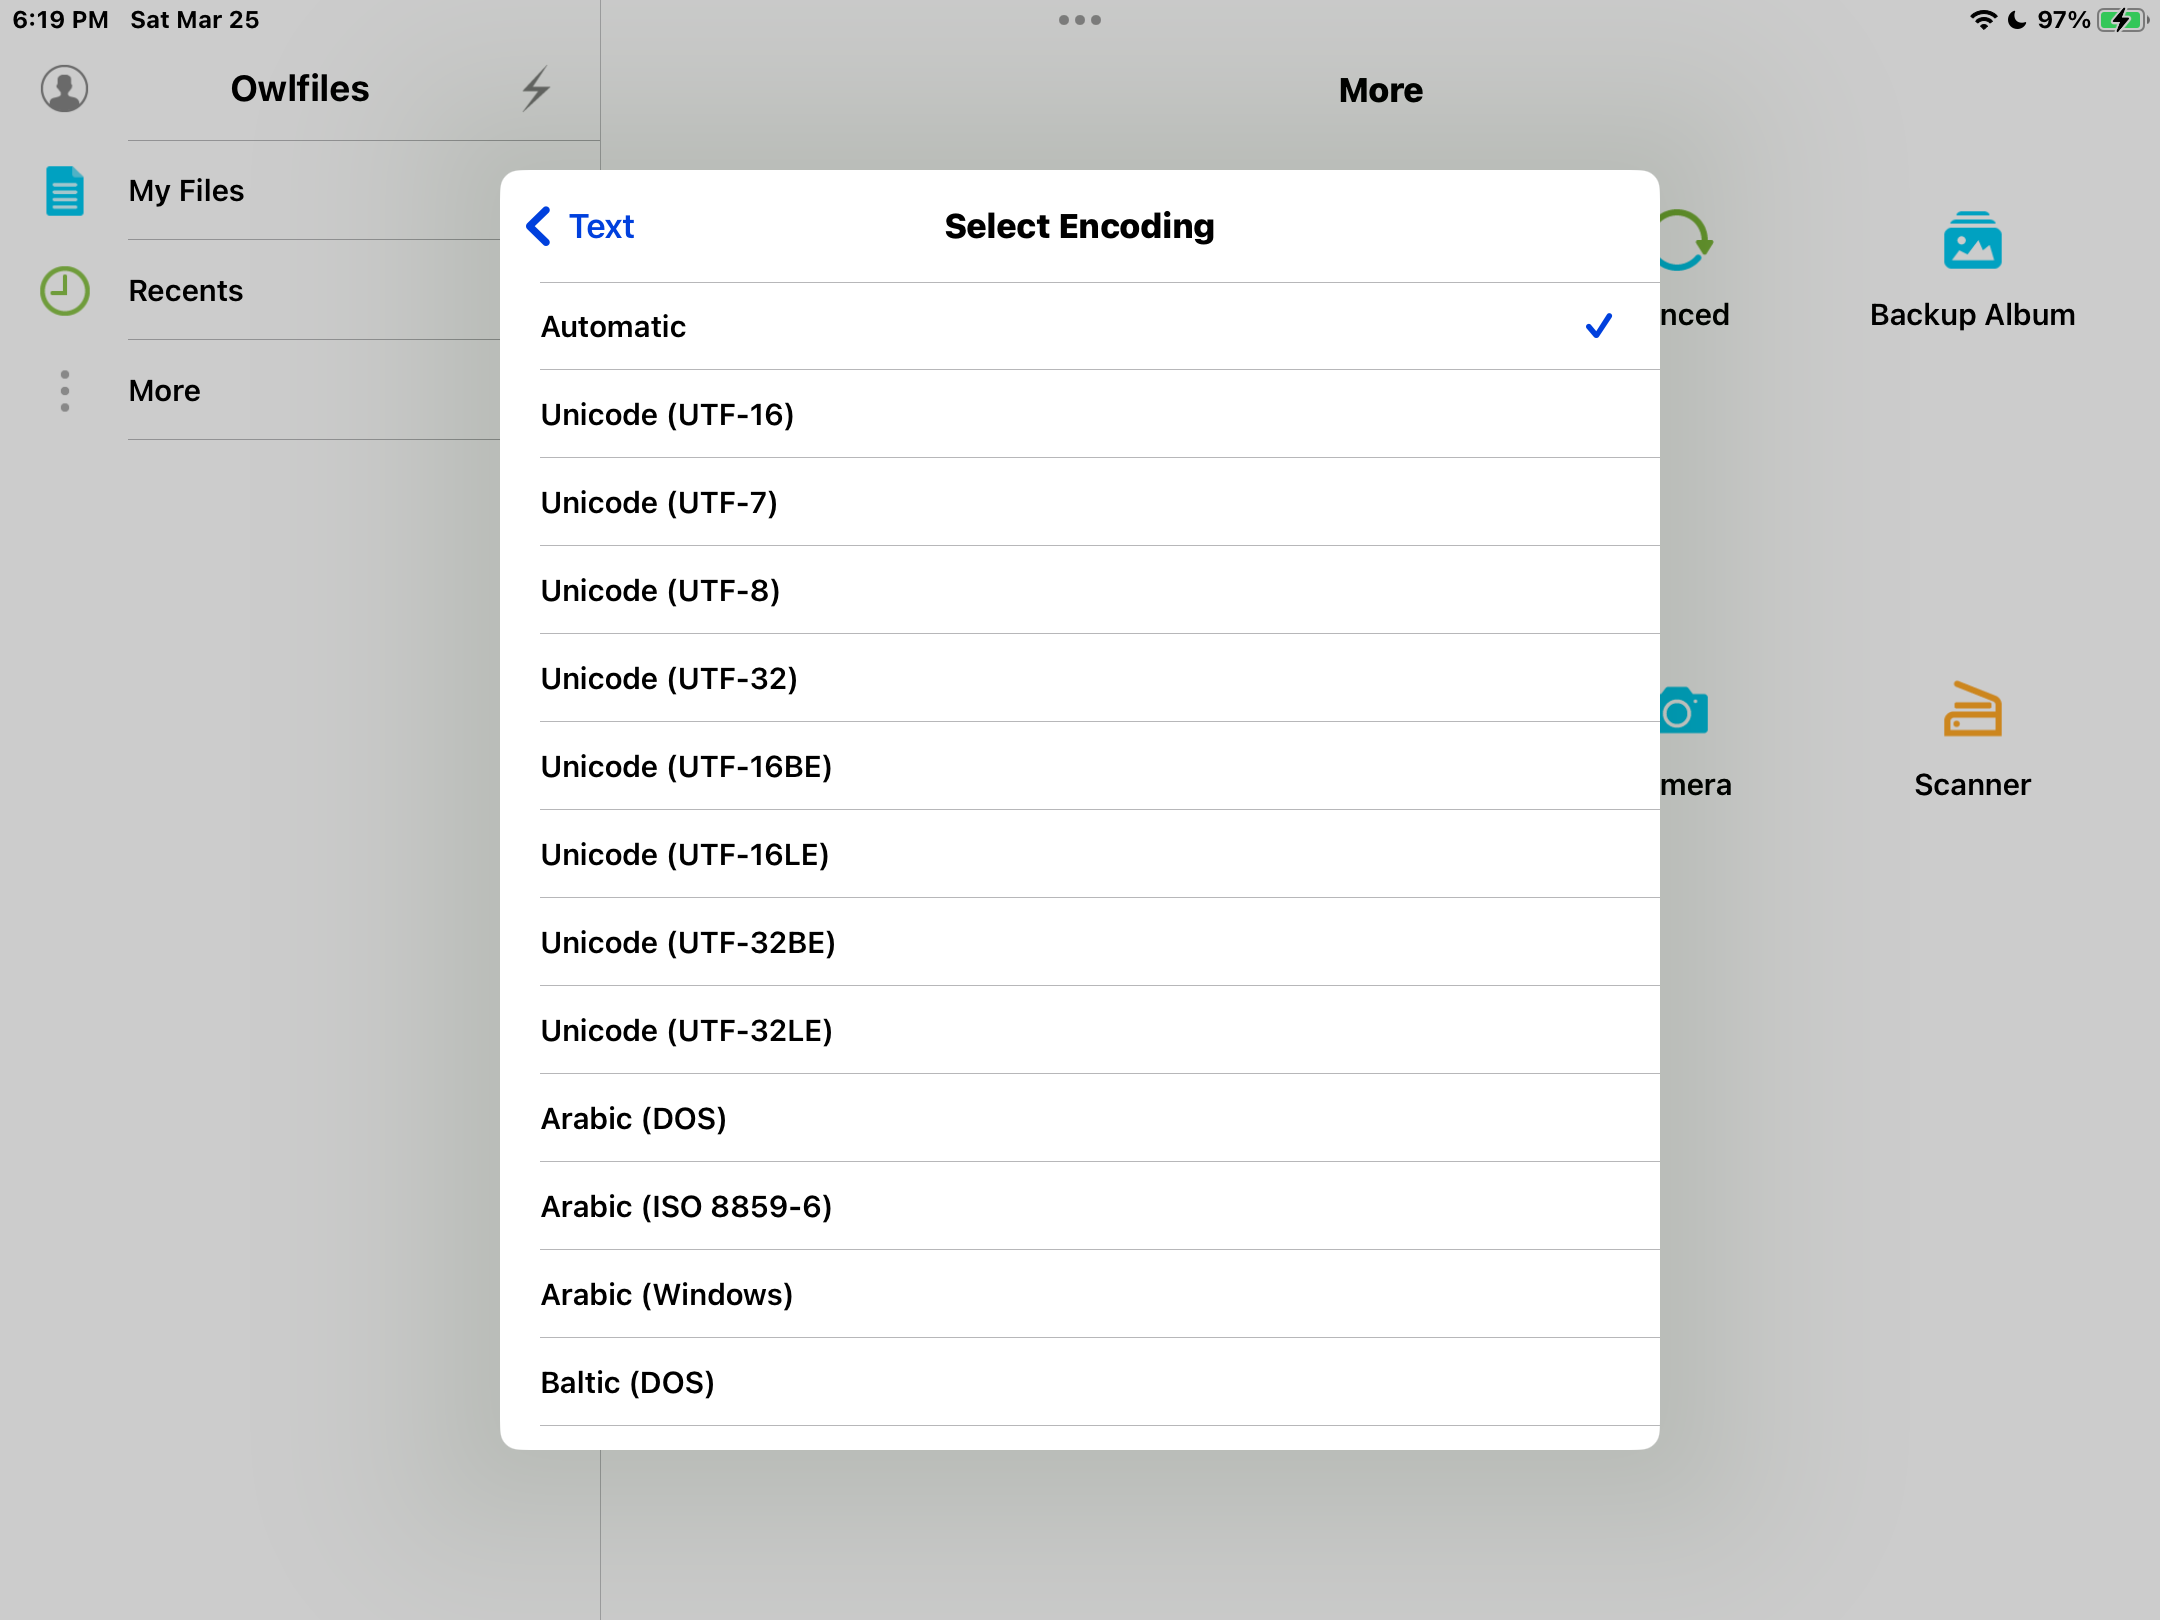 6:19 PM Sat Mar 25
97%
Owlfiles
My Files
Recents
More
More
nced
Backup Album
mera
Scanner
Text
Select Encoding
Automatic
Unicode (UTF-16)
Unicode (UTF-7)
Unicode (UTF-8)
Unicode (UTF-32)
Unicode (UTF-16BE)
Unicode (UTF-16LE)
Unicode (UTF-32BE)
Unicode (UTF-32LE)
Arabic (DOS)
Arabic (ISO 8859-6)
Arabic (Windows)
Baltic (DOS)